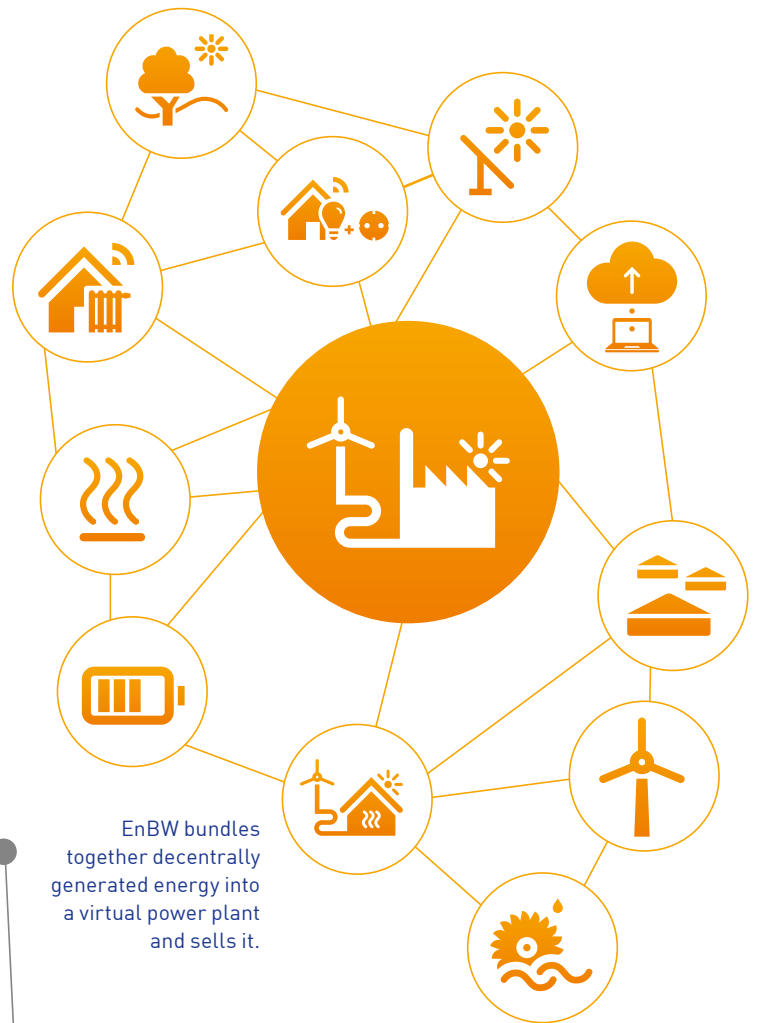 EnBW bundles
together decentrally
generated energy into
a virtual power plant
and sells it.